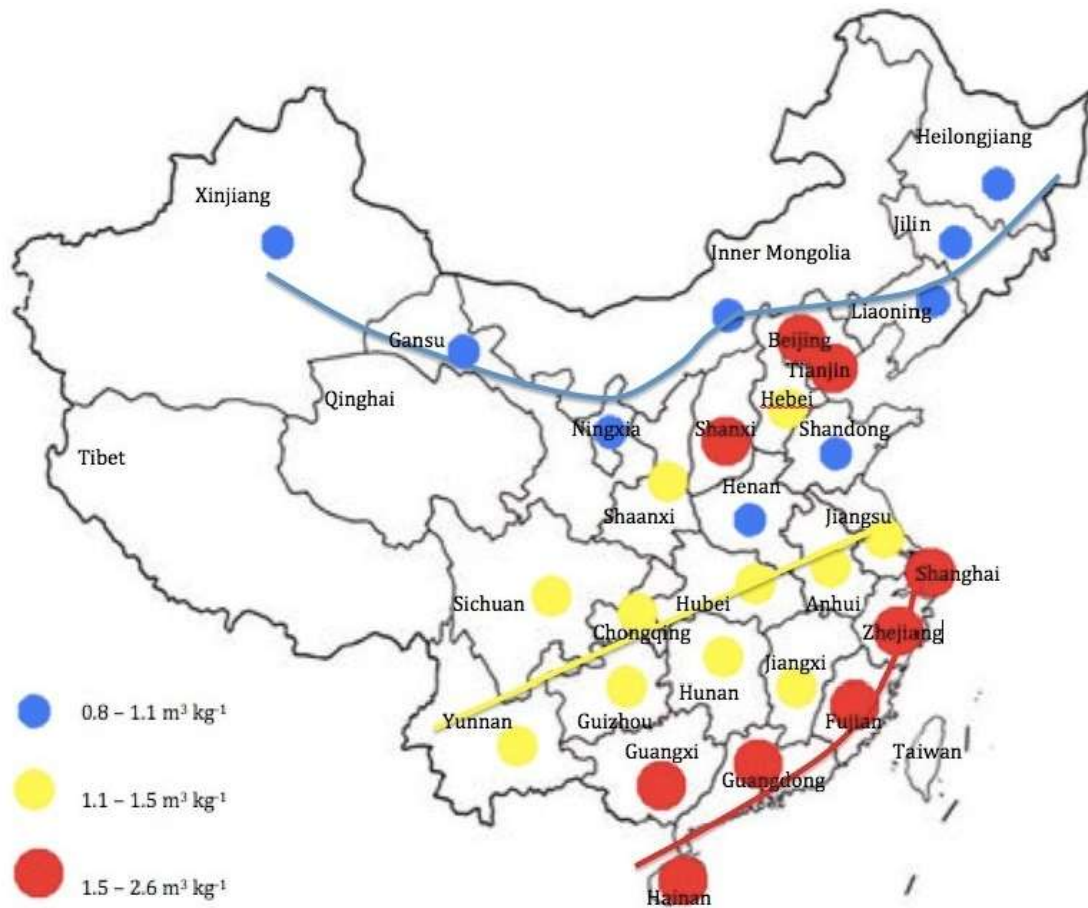 Heilongjiang
Xinjiang
Jilin
Inner Mongolia
Liaoning
Gansu
Beijing
Tianjin
Qinghai
Hebei
Ningxia
Shanxi
Shandong
Tibet
Henan
Shaanxi
Jiangsu
Shanghai
Sichuan
Hubei
Anhui
Chongqing
Zhejiang
Jiangxi
Hunan
Yunnan
Guizhou
Fujian
Guangxi
Taiwan
Guangdong
Hainan
0.8 – 1.1 m³ kg⁻¹
1.1 – 1.5 m³ kg⁻¹
1.5 – 2.6 m³ kg⁻¹